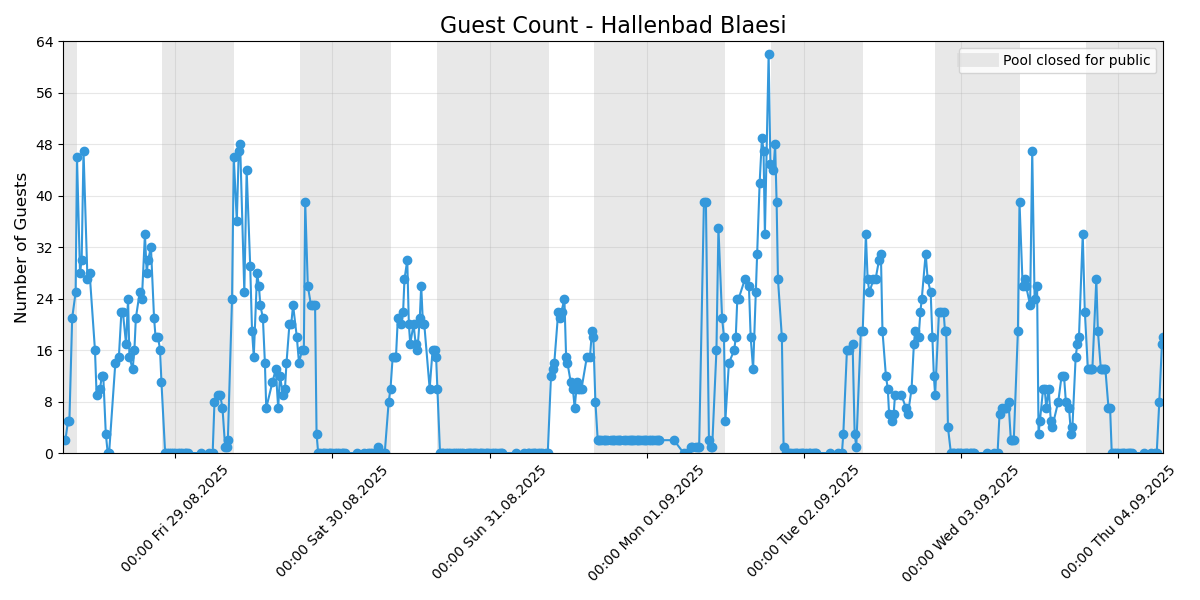 Guest Count - Hallenbad Blaesi
Pool closed for public
Number of Guests
64
56
48
40
32
24
16
8
0
00:00 Fri 29.08.2025
00:00 Sat 30.08.2025
00:00 Sun 31.08.2025
00:00 Mon 01.09.2025
00:00 Tue 02.09.2025
00:00 Wed 03.09.2025
00:00 Thu 04.09.2025